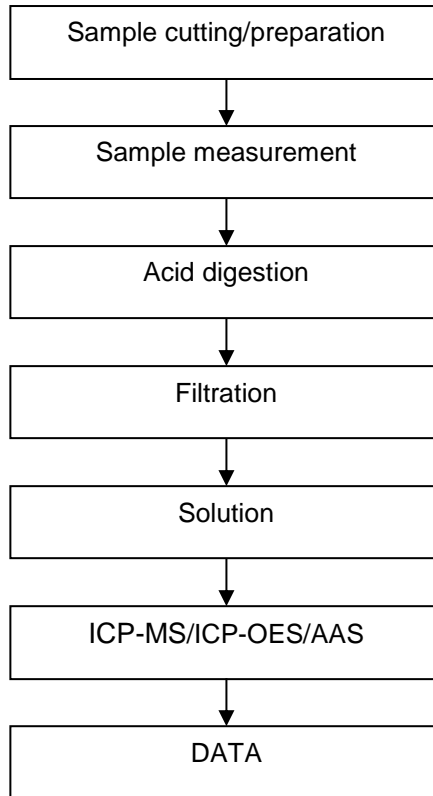 Sample cutting/preparation
Sample measurement
Acid digestion
Filtration
Solution
ICP-MS/ICP-OES/AAS
DATA